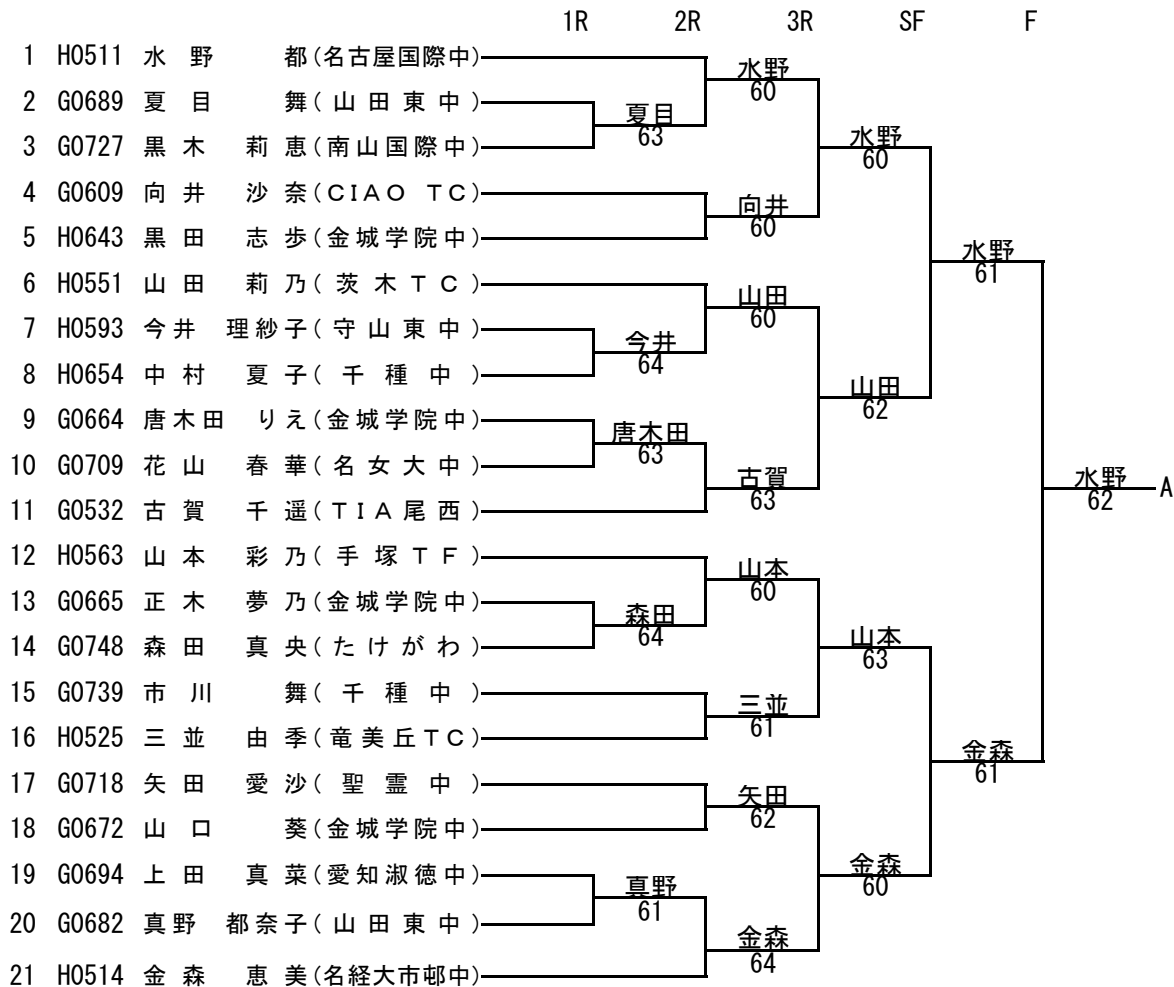 1R 2R 3R SF F
1 H0511 水野 都(名古屋国際中)
水野
60
2 G0689 夏目 舞(山田東中)
夏目
63
3 G0727 黒木 莉恵(南山国際中)
水野
60
4 G0609 向井 沙奈(CIAO TC)
向井
60
5 H0643 黒田 志歩(金城学院中)
水野
61
6 H0551 山田 莉乃(茨木TC)
山田
60
7 H0593 今井 理紗子(守山東中)
今井
64
8 H0654 中村 夏子(千種中)
山田
62
9 G0664 唐木田 りえ(金城学院中)
唐木田
63
10 G0709 花山 春華(名女大中)
古賀
63
水野
62
A
11 G0532 古賀 千遥(TIA尾西)
12 H0563 山本 彩乃(手塚TF)
山本
60
13 G0665 正木 夢乃(金城学院中)
森田
64
14 G0748 森田 真央(たけがわ)
山本
63
15 G0739 市川 舞(千種中)
三並
61
16 H0525 三並 由季(竜美丘TC)
金森
61
17 G0718 矢田 愛沙(聖霊中)
矢田
62
18 G0672 山口 葵(金城学院中)
金森
60
19 G0694 上田 真菜(愛知淑徳中)
真野
61
20 G0682 真野 都奈子(山田東中)
金森
64
21 H0514 金森 恵美(名経大市邨中)